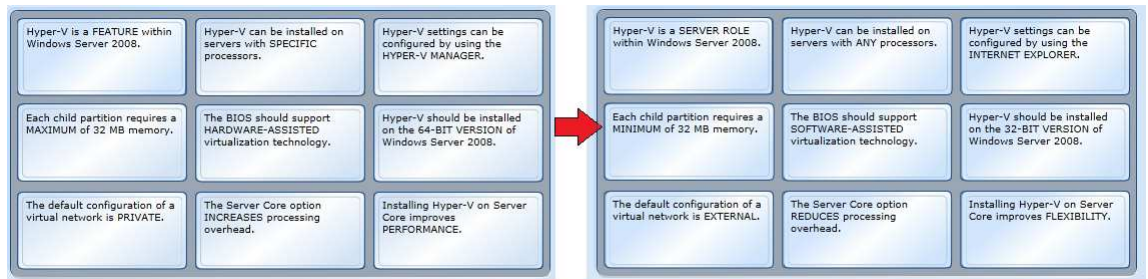 Hyper-V is a FEATURE within
Windows Server 2008.
Hyper-V can be installed on
servers with SPECIFIC
processors.
Hyper-V settings can be
configured by using the
HYPER-V MANAGER.
Each child partition requires a
MAXIMUM of 32 MB memory.
The BIOS should support
HARDWARE-ASSISTED
virtualization technology.
Hyper-V should be installed
on the 64-BIT VERSION of
Windows Server 2008.
The default configuration of a
virtual network is PRIVATE.
The Server Core option
INCREASES processing
overhead.
Installing Hyper-V on Server
Core improves
PERFORMANCE.
Hyper-V is a SERVER ROLE
within Windows Server 2008.
Hyper-V can be installed on
servers with ANY processors.
Hyper-V settings can be
configured by using the
INTERNET EXPLORER.
Each child partition requires a
MINIMUM of 32 MB memory.
The BIOS should support
SOFTWARE-ASSISTED
virtualization technology.
Hyper-V should be installed
on the 32-BIT VERSION of
Windows Server 2008.
The default configuration of a
virtual network is EXTERNAL.
The Server Core option
REDUCES processing
overhead.
Installing Hyper-V on Server
Core improves FLEXIBILITY.